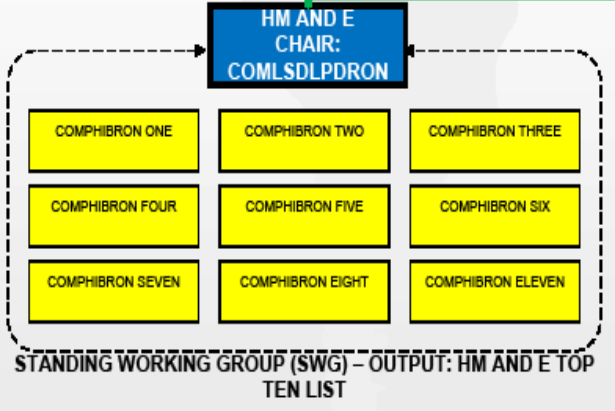 HM AND E
CHAIR:
COMLSDLPDRON
COMPHIBRON ONE
COMPHIBRON TWO
COMPHIBRON THREE
COMPHIBRON FOUR
COMPHIBRON FIVE
COMPHIBRON SIX
COMPHIBRON SEVEN
COMPHIBRON EIGHT
COMPHIBRON ELEVEN
STANDING WORKING GROUP (SWG) – OUTPUT: HM AND E TOP
TEN LIST